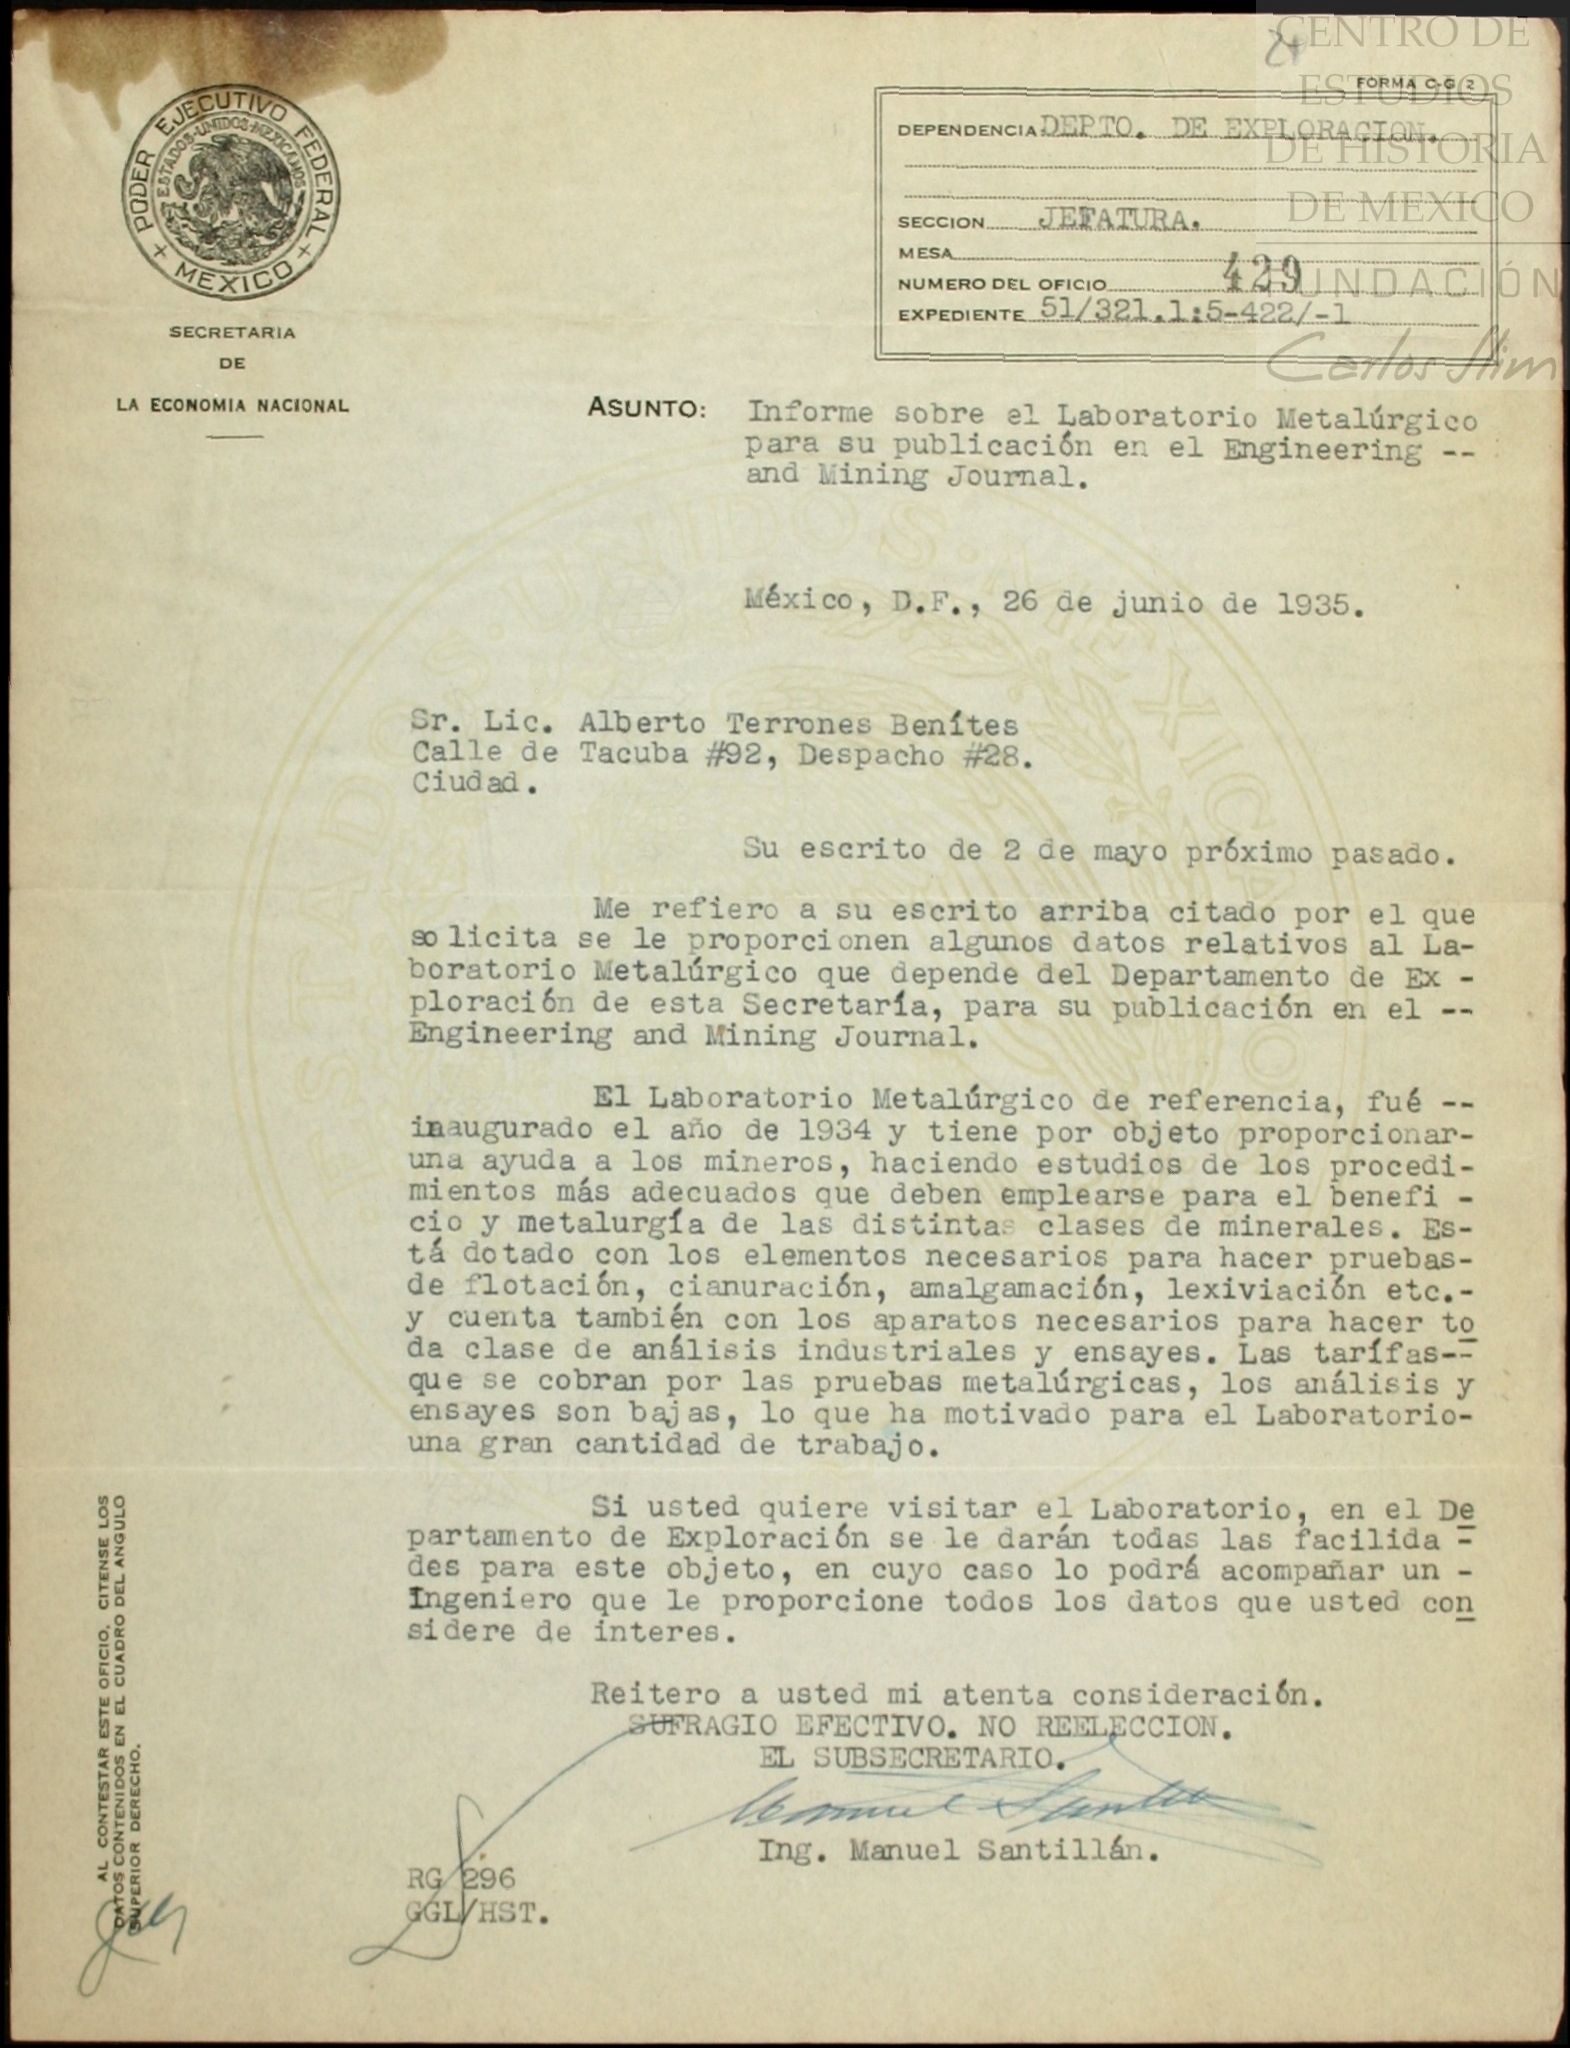 CENTRO DE
ESTUDIOS
DE HISTORIA
DE MEXICO
FUNDACIÓN
Carlos Slim
FORMA C-G 2
PODER EJECUTIVO FEDERAL
ESTADOS-UNIDOS-MEXICANOS
MEXICO
SECRETARIA
DE
LA ECONOMIA NACIONAL
DEPENDENCIA DEPTO. DE EXPLORACION.
SECCION JEFATURA.
MESA
NUMERO DEL OFICIO 429
EXPEDIENTE 51/321.1:5-422/-1
ASUNTO: Informe sobre el Laboratorio Metalúrgico
para su publicación en el Engineering --
and Mining Journal.
México, D.F., 26 de junio de 1935.
Sr. Lic. Alberto Terrones Benítes
Calle de Tacuba #92, Despacho #28.
Ciudad.
Su escrito de 2 de mayo próximo pasado.
Me refiero a su escrito arriba citado por el que
solicita se le proporcionen algunos datos relativos al La-
boratorio Metalúrgico que depende del Departamento de Ex -
ploración de esta Secretaría, para su publicación en el --
Engineering and Mining Journal.
El Laboratorio Metalúrgico de referencia, fué --
inaugurado el año de 1934 y tiene por objeto proporcionar-
una ayuda a los mineros, haciendo estudios de los procedi-
mientos más adecuados que deben emplearse para el benefi -
cio y metalurgía de las distintas clases de minerales. Es-
tá dotado con los elementos necesarios para hacer pruebas-
de flotación, cianuración, amalgamación, lexiviación etc.-
y cuenta también con los aparatos necesarios para hacer to
da clase de análisis industriales y ensayes. Las tarífas--
que se cobran por las pruebas metalúrgicas, los análisis y
ensayes son bajas, lo que ha motivado para el Laboratorio-
una gran cantidad de trabajo.
Si usted quiere visitar el Laboratorio, en el De
partamento de Exploración se le darán todas las facilida -
des para este objeto, en cuyo caso lo podrá acompañar un -
Ingeniero que le proporcione todos los datos que usted con
sidere de interes.
Reitero a usted mi atenta consideración.
SUFRAGIO EFECTIVO. NO REELECCION.
EL SUBSECRETARIO.
Manuel Santillán
Ing. Manuel Santillán.
RG 296
GGL/HST.
AL CONTESTAR ESTE OFICIO, CITENSE LOS
DATOS CONTENIDOS EN EL CUADRO DEL ANGULO
SUPERIOR DERECHO.